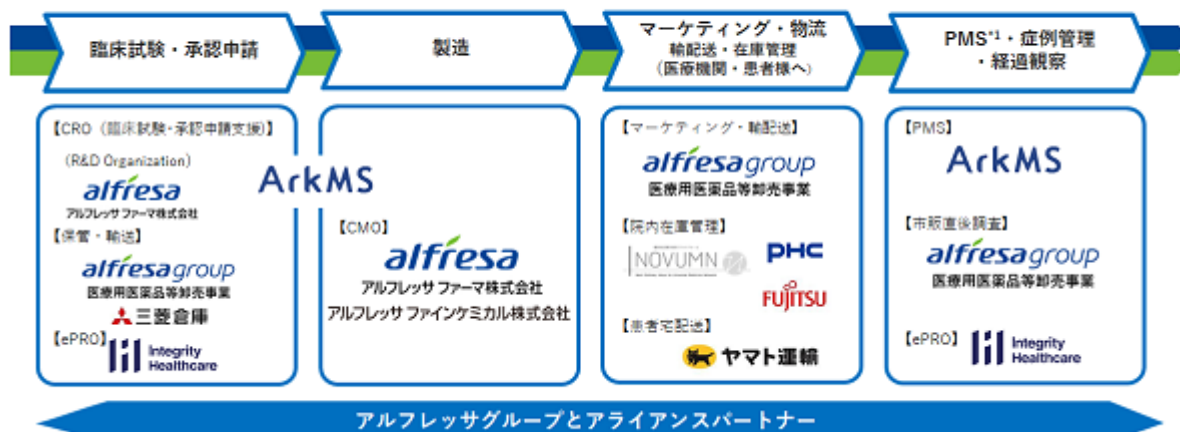 臨床試験・承認申請
製造
マーケティング・物流
輸配送・在庫管理
(医療機関・患者様へ)
PMS*1・症例管理
・経過観察
【CRO(臨床試験・承認申請支援)】
(R&D Organization)
alfresa
アルフレッサ ファーマ株式会社
ArkMS
【保管・輸送】
alfresa group
医療用医薬品等卸売事業
三菱倉庫
【ePRO】
Integrity
Healthcare
【CMO】
alfresa
アルフレッサ ファーマ株式会社
アルフレッサ ファインケミカル株式会社
【マーケティング・輸配送】
alfresa group
医療用医薬品等卸売事業
【院内在庫管理】
NOVUMN
PHC
FUJITSU
【患者宅配送】
ヤマト運輸
【PMS】
ArkMS
【市販直後調査】
alfresa group
医療用医薬品等卸売事業
【ePRO】
Integrity
Healthcare
アルフレッサグループとアライアンスパートナー